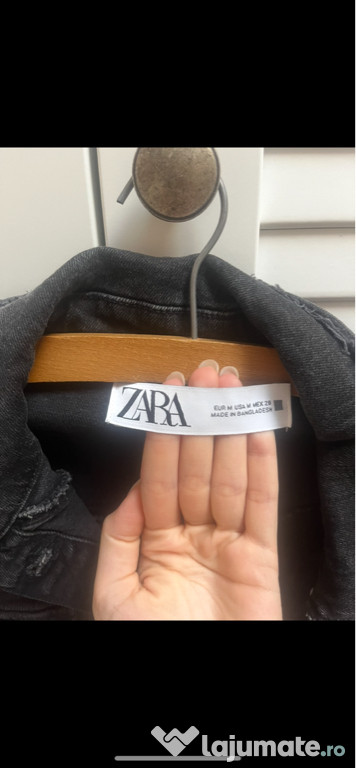 ZARA
EUR M USA M MEX 28
MADE IN BANGLADESH
lajumate.ro